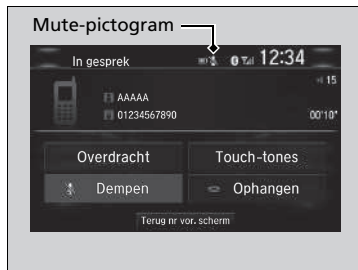 Mute-pictogram
In gesprek 12:34
15
AAAAA
01234567890 00'10"
Overdracht Touch-tones
Dempen Ophangen
Terug nr vor. scherm